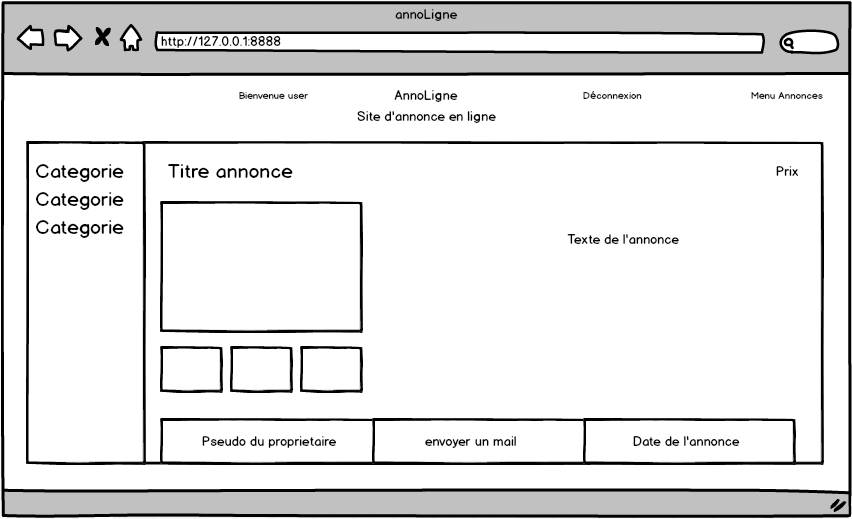 annoLigne
http://127.0.0.1:8888
Bienvenue user
AnnoLigne
Déconnexion
Menu Annonces
Site d'annonce en ligne
Categorie
Categorie
Categorie
Titre annonce
Prix
Texte de l'annonce
Pseudo du proprietaire
envoyer un mail
Date de l'annonce